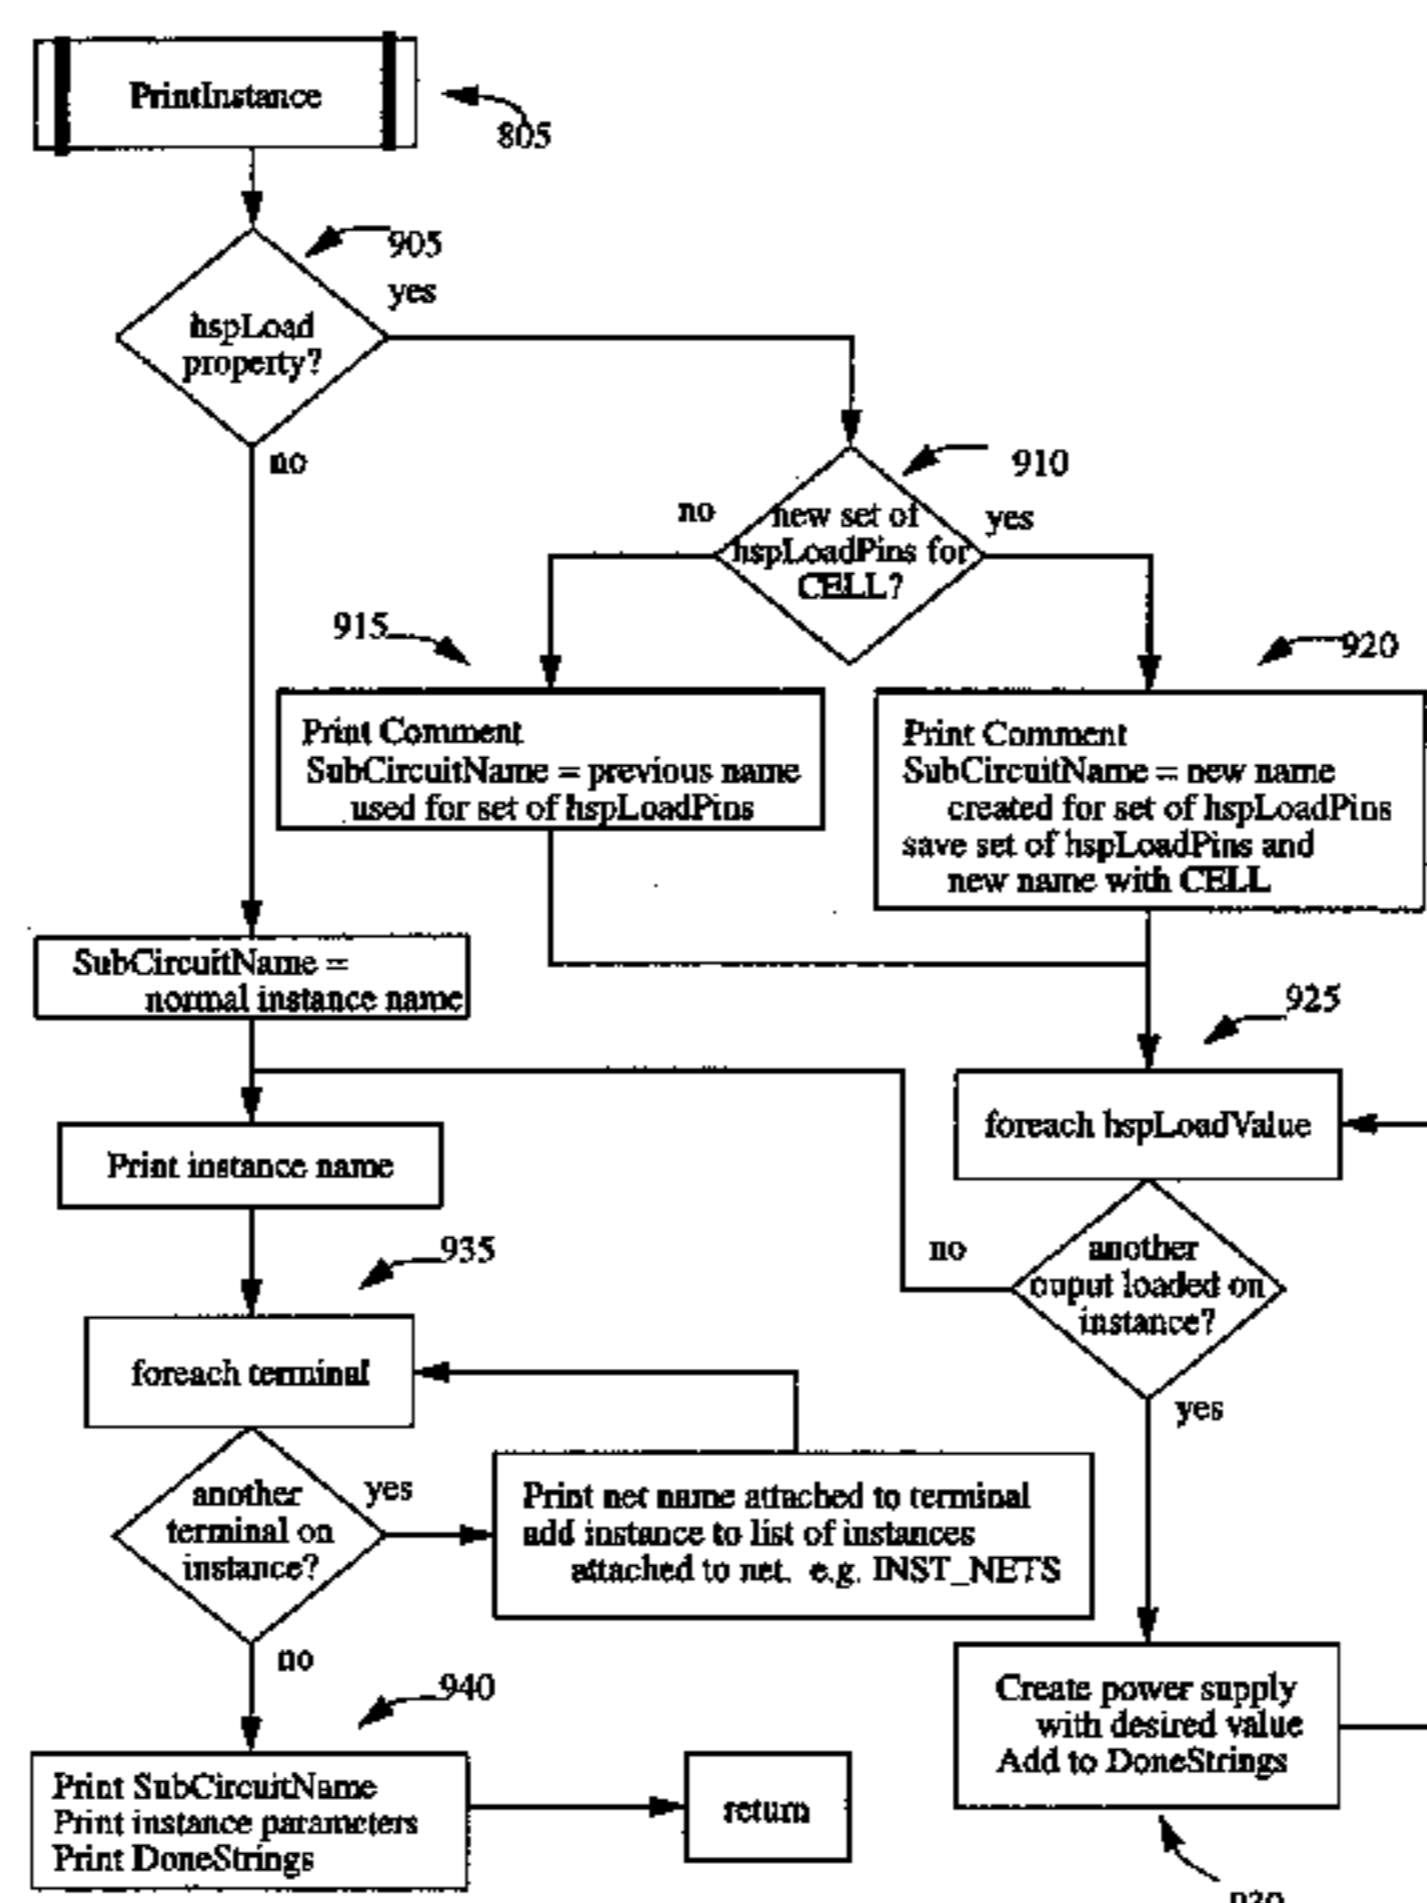 PrintInstance
805
905
yes
hspLoad
property?
no
910
no
new set of
hspLoadPins for
CELL?
yes
915
920
Print Comment
SubCircuitName = previous name
used for set of hspLoadPins
Print Comment
SubCircuitName = new name
created for set of hspLoadPins
save set of hspLoadPins and
new name with CELL
SubCircuitName =
normal instance name
925
foreach hspLoadValue
Print instance name
no
another
ouput loaded on
instance?
yes
935
foreach terminal
another
terminal on
instance?
yes
Print net name attached to terminal
add instance to list of instances
attached to net. e.g. INST_NETS
no
940
Create power supply
with desired value
Add to DoneStrings
Print SubCircuitName
Print instance parameters
Print DoneStrings
return